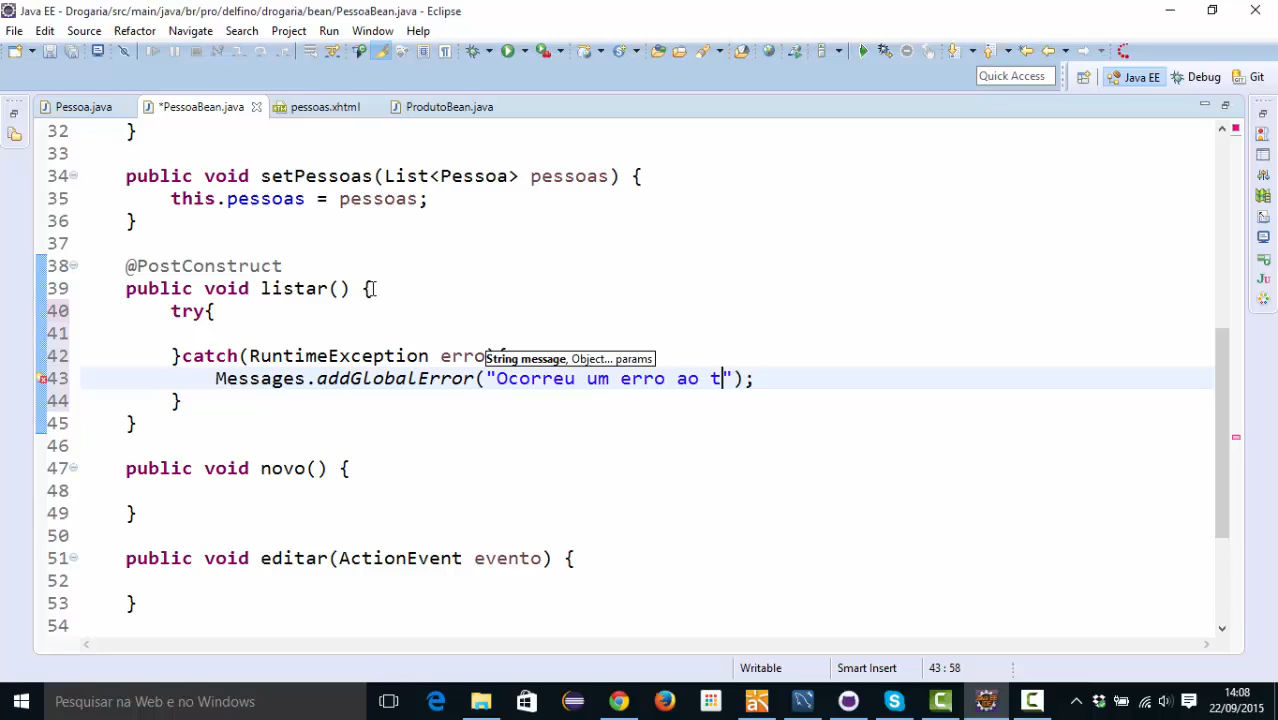 Java EE - Drogaria/src/main/java/br/pro/delfino/drogaria/bean/PessoaBean.java - Eclipse
File Edit Source Refactor Navigate Search Project Run Window Help
Quick Access Java EE Debug Git
Pessoa.java *PessoaBean.java pessoas.xhtml ProdutoBean.java
32 }
33
34 public void setPessoas(List<Pessoa> pessoas) {
35 this.pessoas = pessoas;
36 }
37
38 @PostConstruct
39 public void listar() {
40 try{
41
42 }catch(RuntimeException erro){
String message, Object... params
43 Messages.addGlobalError("Ocorreu um erro ao t");
44 }
45 }
46
47 public void novo() {
48
49 }
50
51 public void editar(ActionEvent evento) {
52
53 }
54
Writable Smart Insert 43 : 58
Pesquisar na Web e no Windows
14:08
22/09/2015